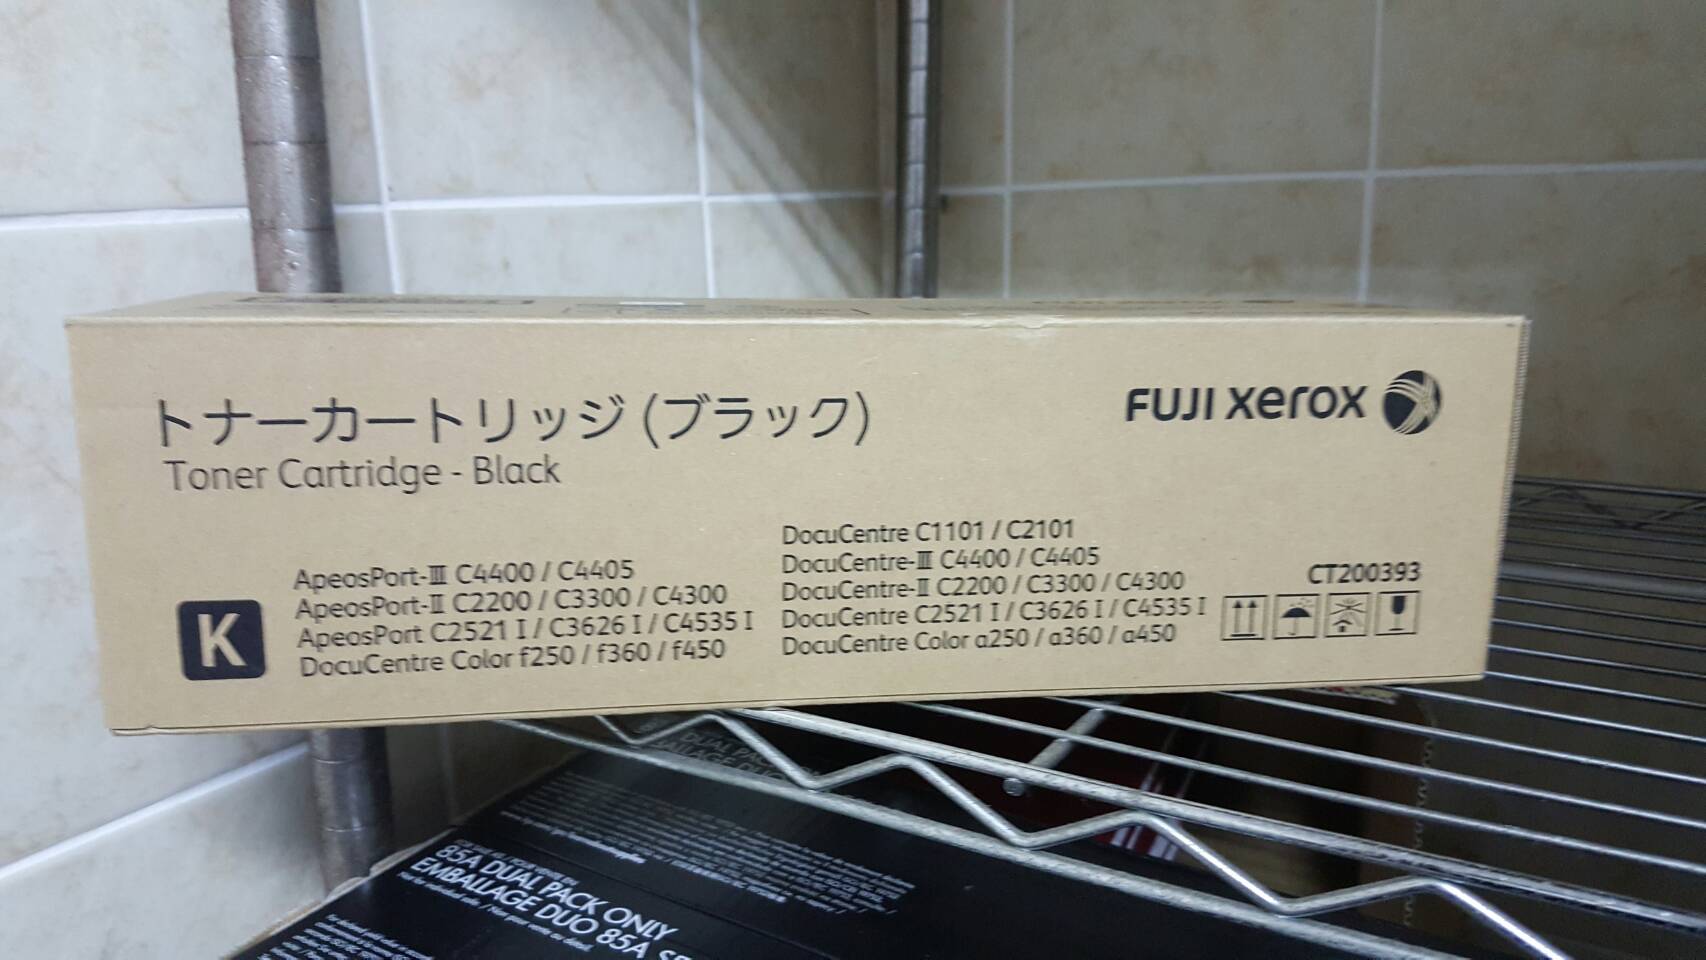 トナーカートリッジ (ブラック)
Toner Cartridge - Black
FUJI xerox
K
ApeosPort-Ⅲ C4400 / C4405
ApeosPort-Ⅱ C2200 / C3300 / C4300
ApeosPort C2521 I / C3626 I / C4535 I
DocuCentre Color f250 / f360 / f450
DocuCentre C1101 / C2101
DocuCentre-Ⅲ C4400 / C4405
DocuCentre-Ⅱ C2200 / C3300 / C4300
DocuCentre C2521 I / C3626 I / C4535 I
DocuCentre Color a250 / a360 / a450
CT200393
DUAL PACK
85A DUAL PACK ONLY
EMBALLAGE DUO 85A